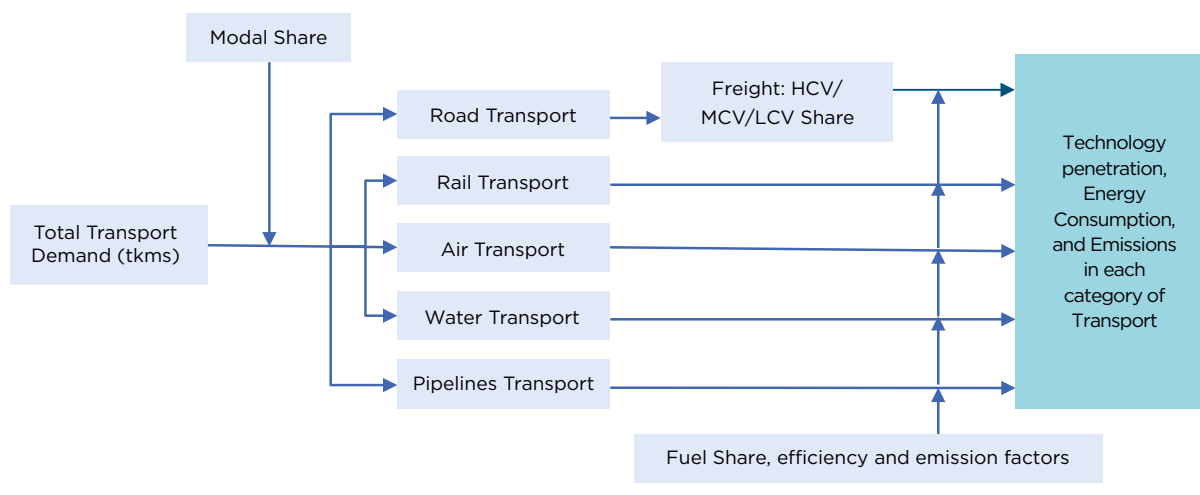 Modal Share
Freight: HCV/
MCV/LCV Share
Road Transport
Rail Transport
Total Transport
Demand (tkms)
Air Transport
Water Transport
Pipelines Transport
Technology
penetration,
Energy
Consumption,
and Emissions
in each
category of
Transport
Fuel Share, efficiency and emission factors